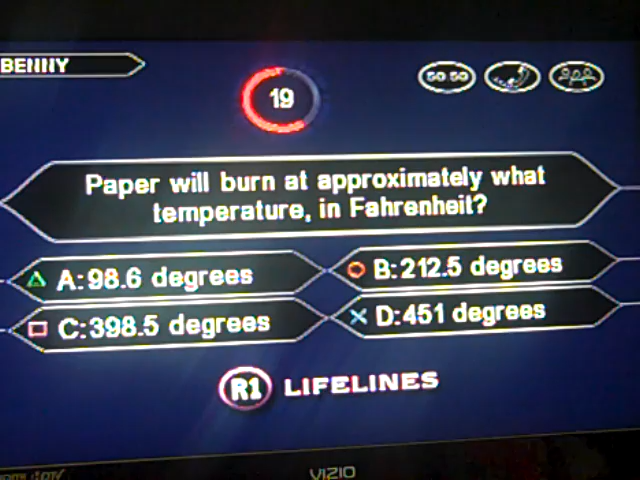 BENNY
50:50
19
Paper will burn at approximately what
temperature, in Fahrenheit?
A:98.6 degrees
B:212.5 degrees
C:398.5 degrees
D:451 degrees
R1 LIFELINES
VIZIO